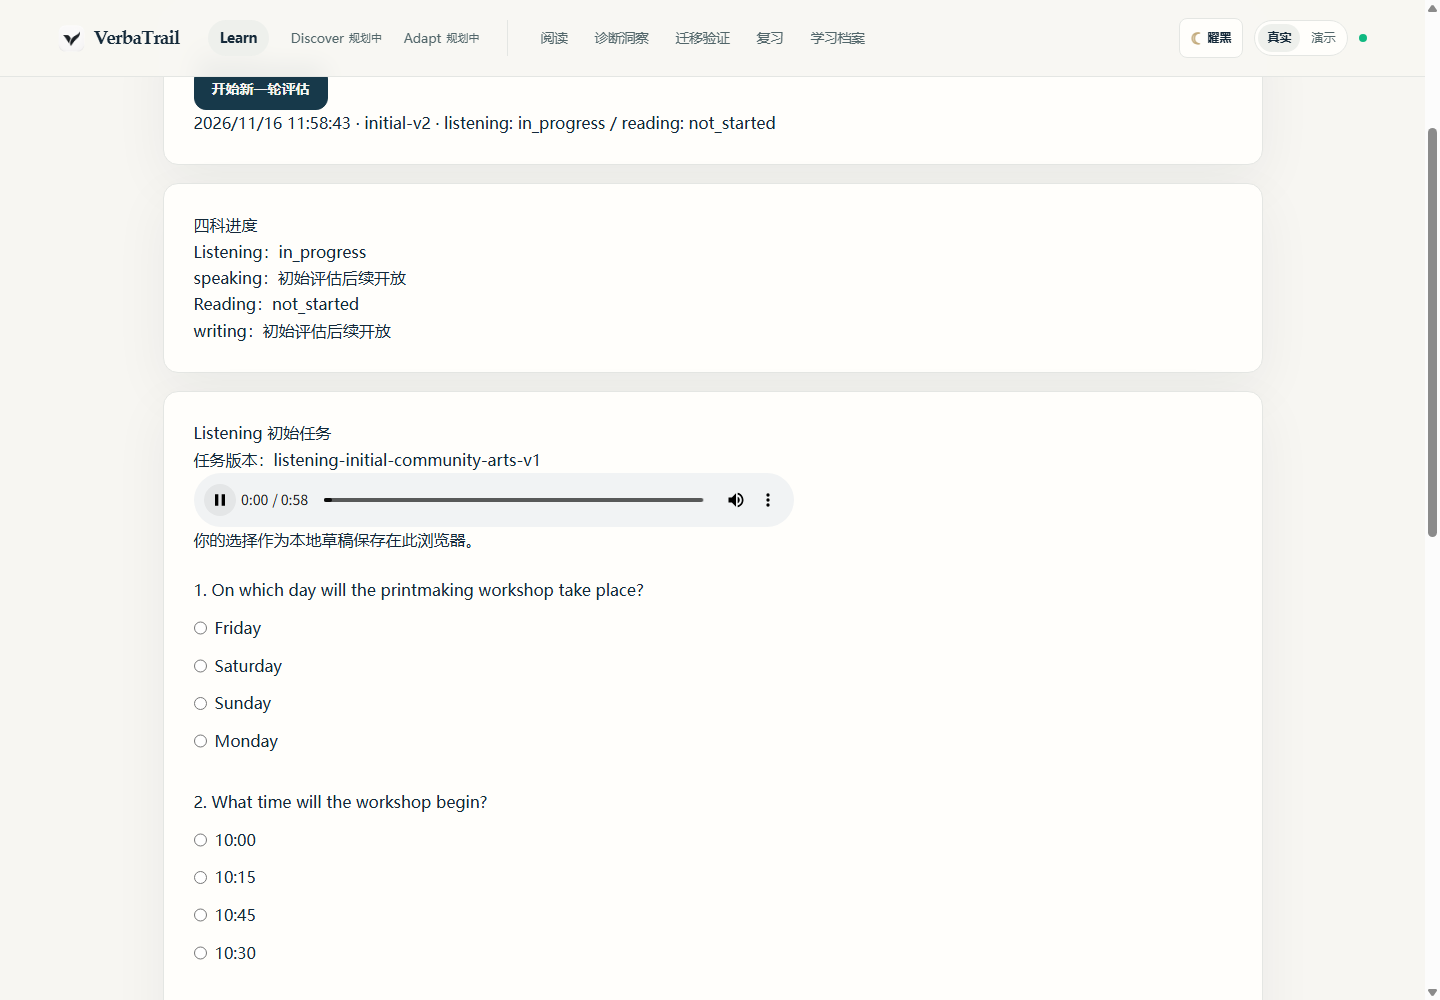 VerbaTrail
Learn
Discover 规划中
Adapt 规划中
阅读
诊断洞察
迁移验证
复习
学习档案
曜黑
真实
演示
开始新一轮评估
2026/11/16 11:58:43 · initial-v2 · listening: in_progress / reading: not_started
四科进度
Listening：in_progress
speaking：初始评估后续开放
Reading：not_started
writing：初始评估后续开放
Listening 初始任务
任务版本：listening-initial-community-arts-v1
0:00 / 0:58
你的选择作为本地草稿保存在此浏览器。
1. On which day will the printmaking workshop take place?
Friday
Saturday
Sunday
Monday
2. What time will the workshop begin?
10:00
10:15
10:45
10:30